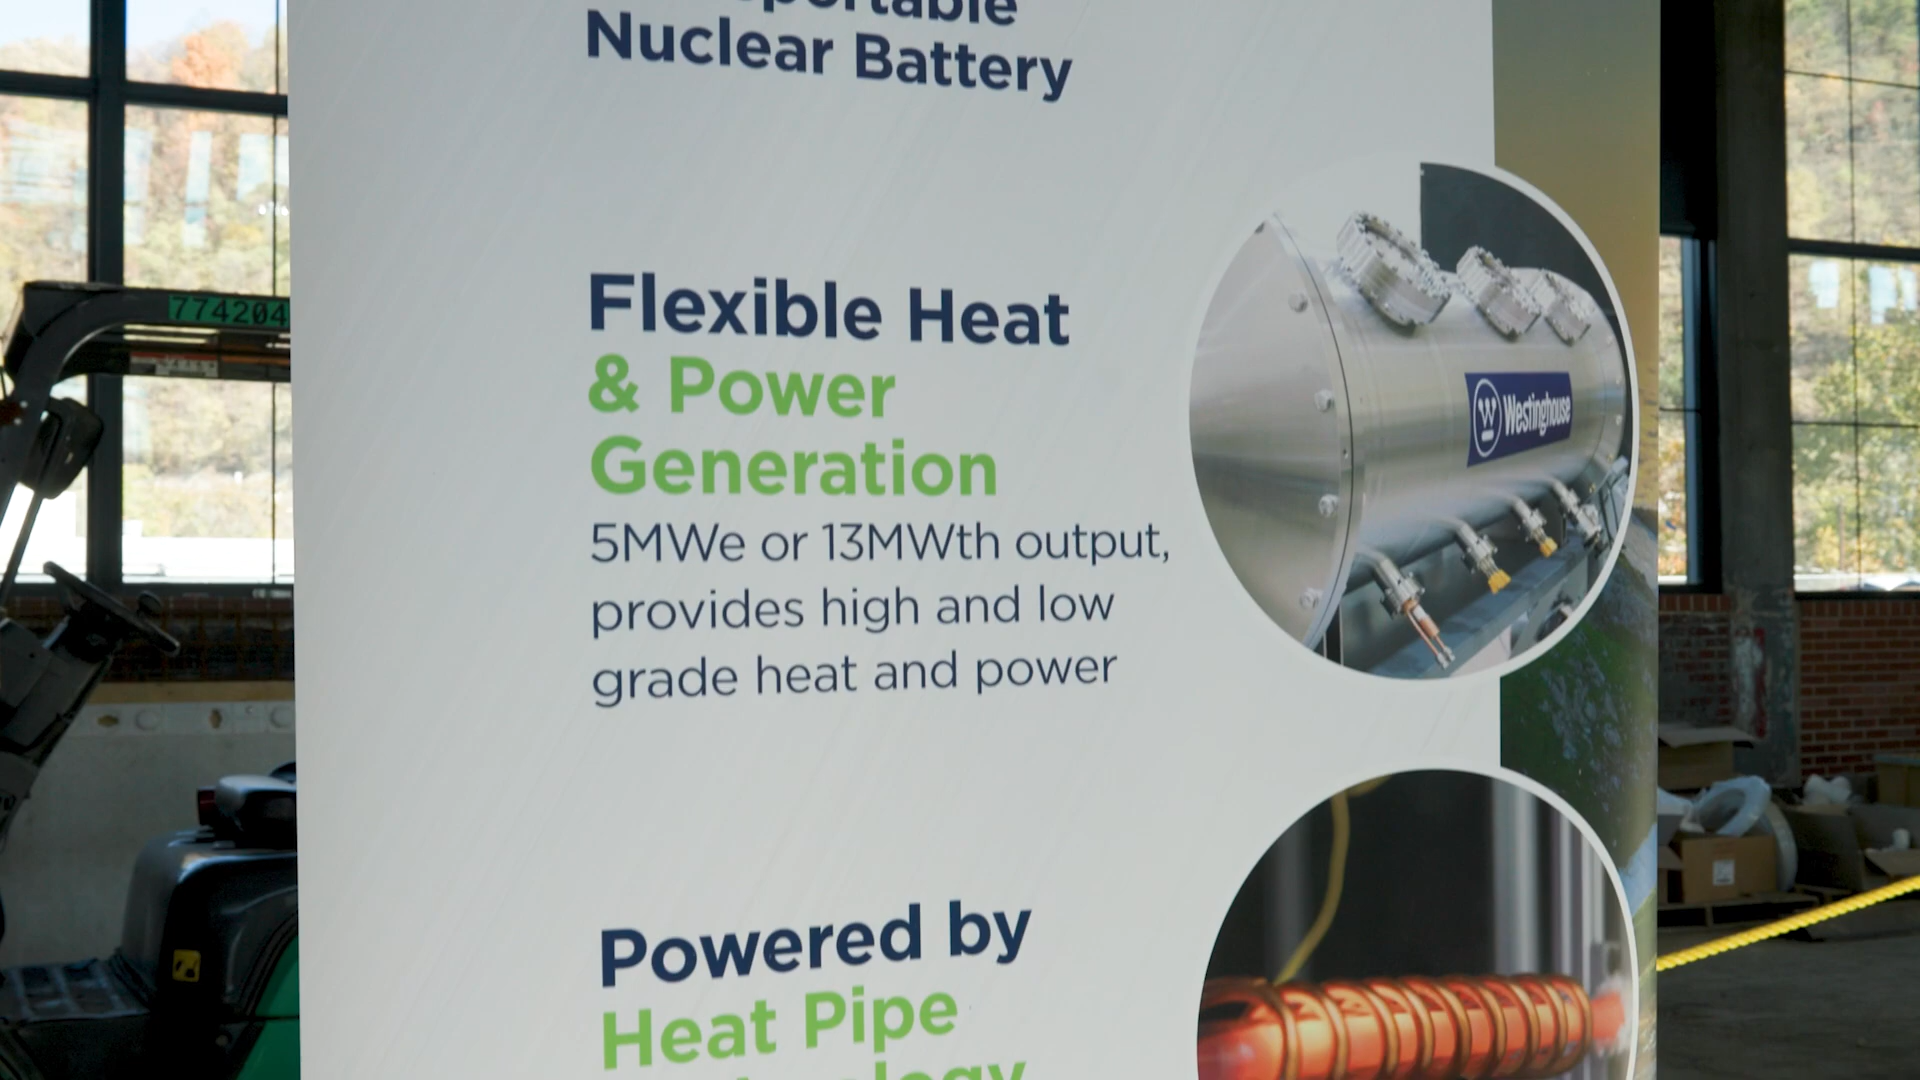 Nuclear Battery
774204
Flexible Heat
& Power
Generation
5MWe or 13MWth output,
provides high and low
grade heat and power
W Westinghouse
Powered by
Heat Pipe